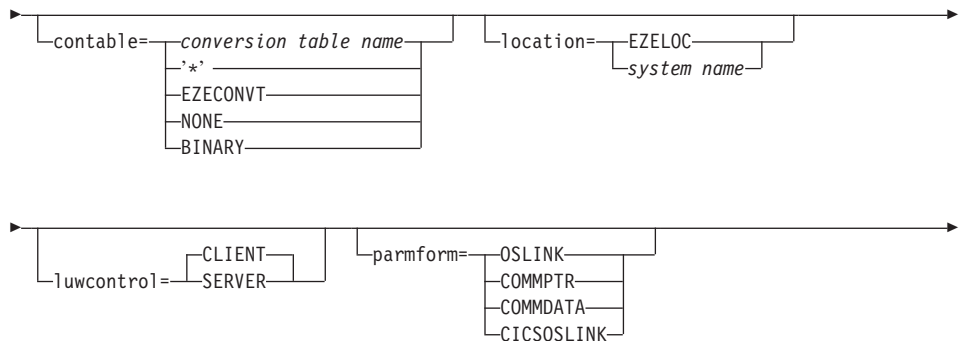 contable= conversion table name location= EZELOC
'*' system name
EZECONVT
NONE
BINARY
CLIENT parmform= OSLINK
luwcontrol= SERVER COMMPTR
COMMDATA
CICSOSLINK